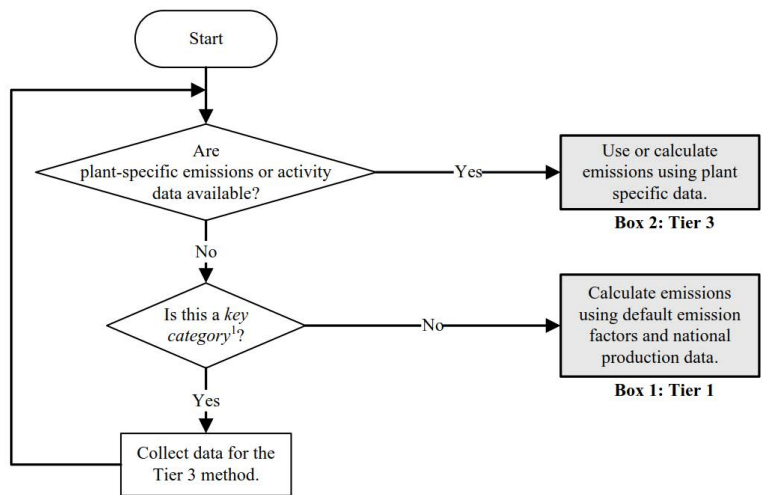 Start
Are
plant-specific emissions or activity
data available?
Yes
Use or calculate
emissions using plant
specific data.
Box 2: Tier 3
No
Is this a key
category¹?
No
Calculate emissions
using default emission
factors and national
production data.
Box 1: Tier 1
Yes
Collect data for the
Tier 3 method.